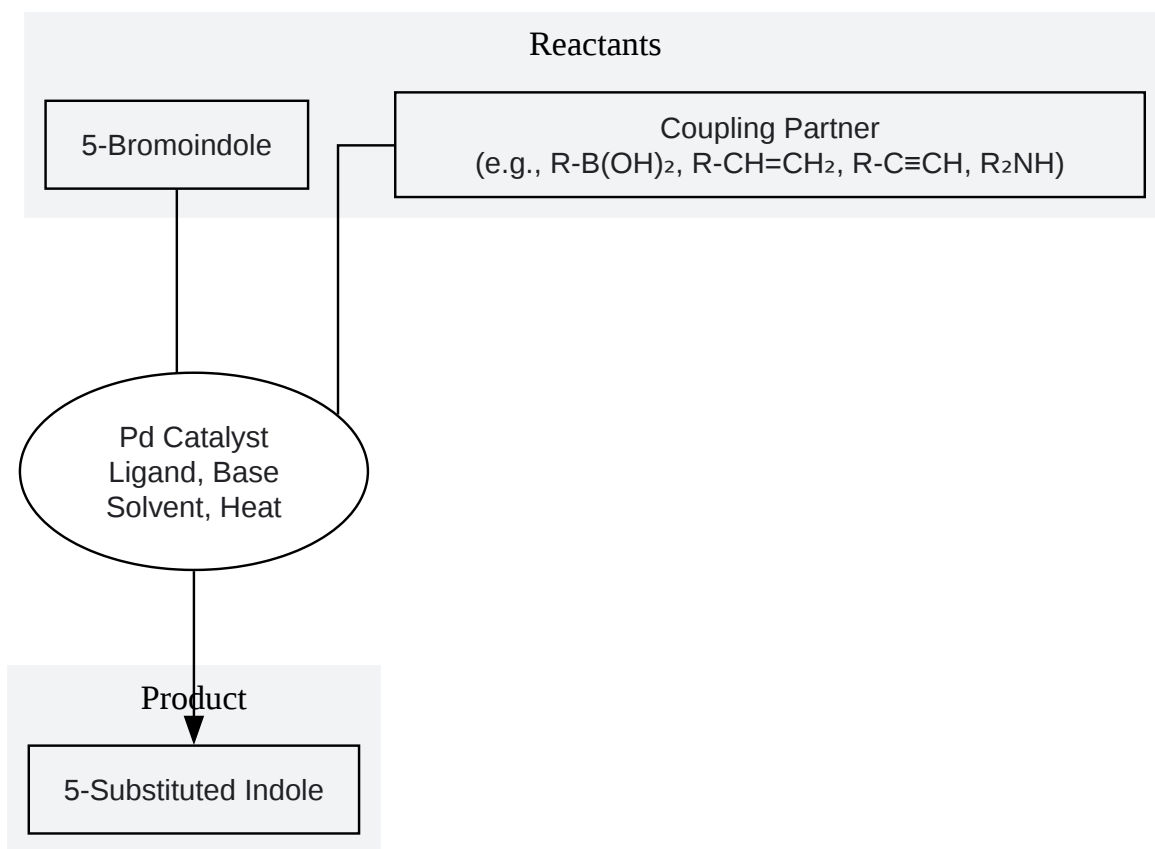 Reactants
5-Bromoindole
Coupling Partner
(e.g., R-B(OH)₂, R-CH=CH₂, R-C≡CH, R₂NH)
Pd Catalyst
Ligand, Base
Solvent, Heat
Product
5-Substituted Indole